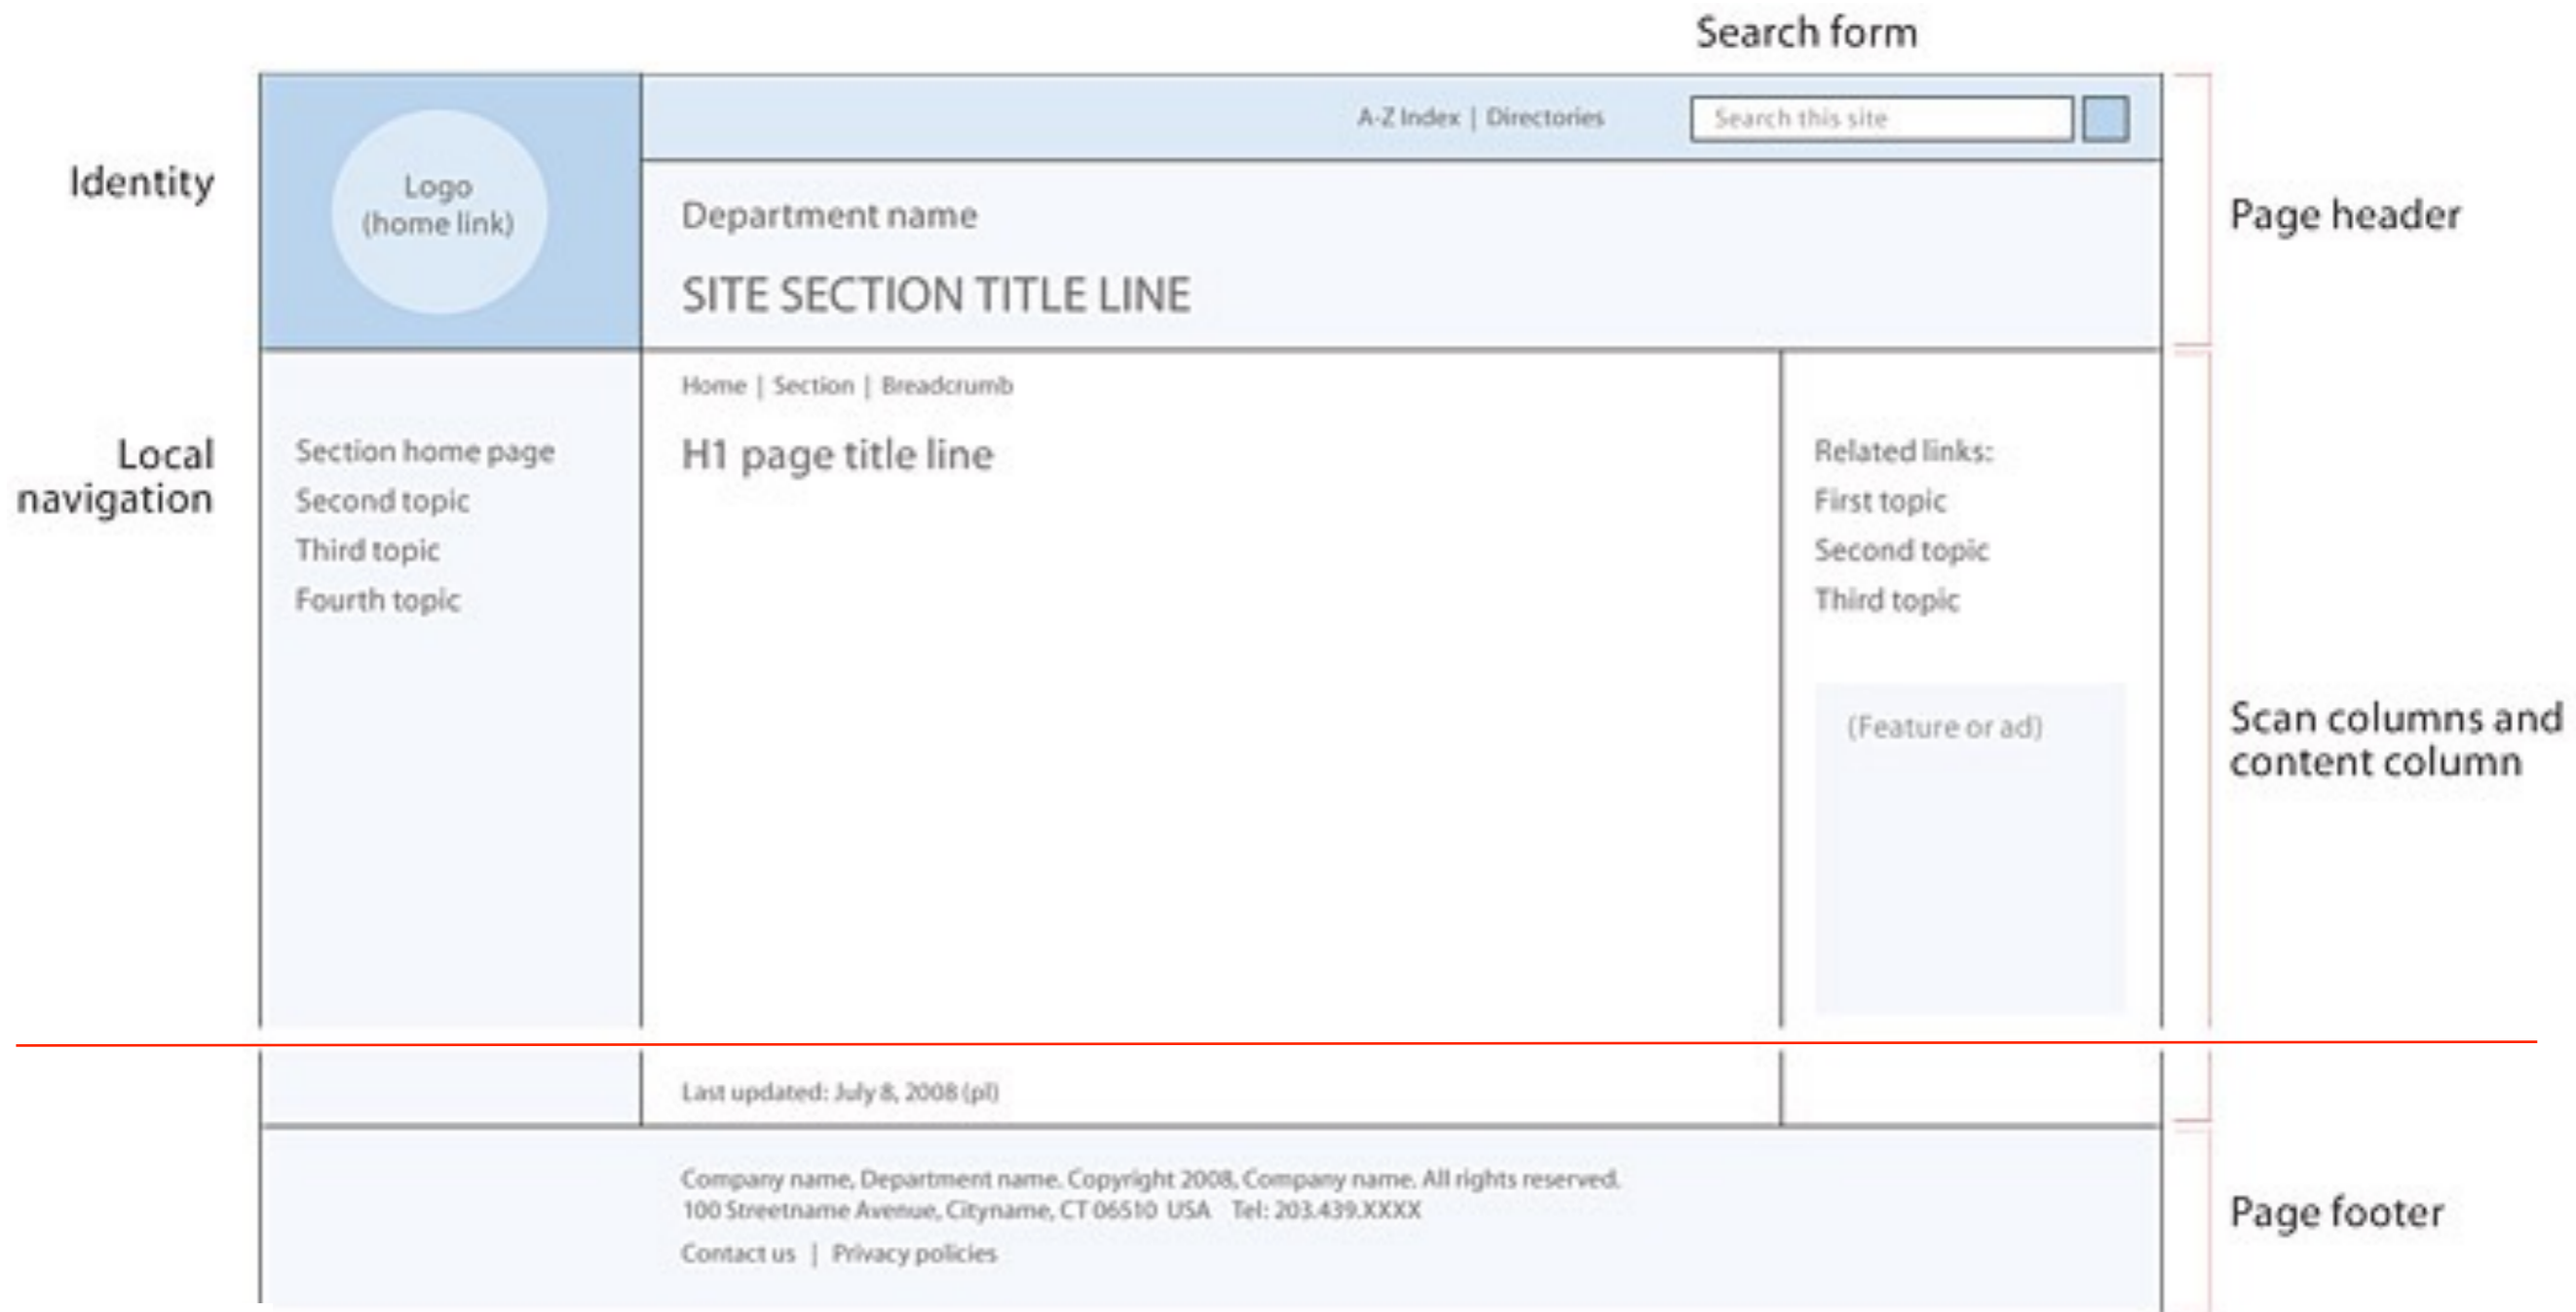 Search form
A-Z Index | Directories
Search this site
Identity
Logo
(home link)
Department name
SITE SECTION TITLE LINE
Page header
Home | Section | Breadcrumb
Local
navigation
Section home page
Second topic
Third topic
Fourth topic
H1 page title line
Related links:
First topic
Second topic
Third topic
(Feature or ad)
Scan columns and
content column
Last updated: July 8, 2008 (pl)
Company name, Department name. Copyright 2008, Company name. All rights reserved.
100 Streetname Avenue, Cityname, CT 06510 USA Tel: 203.439.XXXX
Contact us | Privacy policies
Page footer